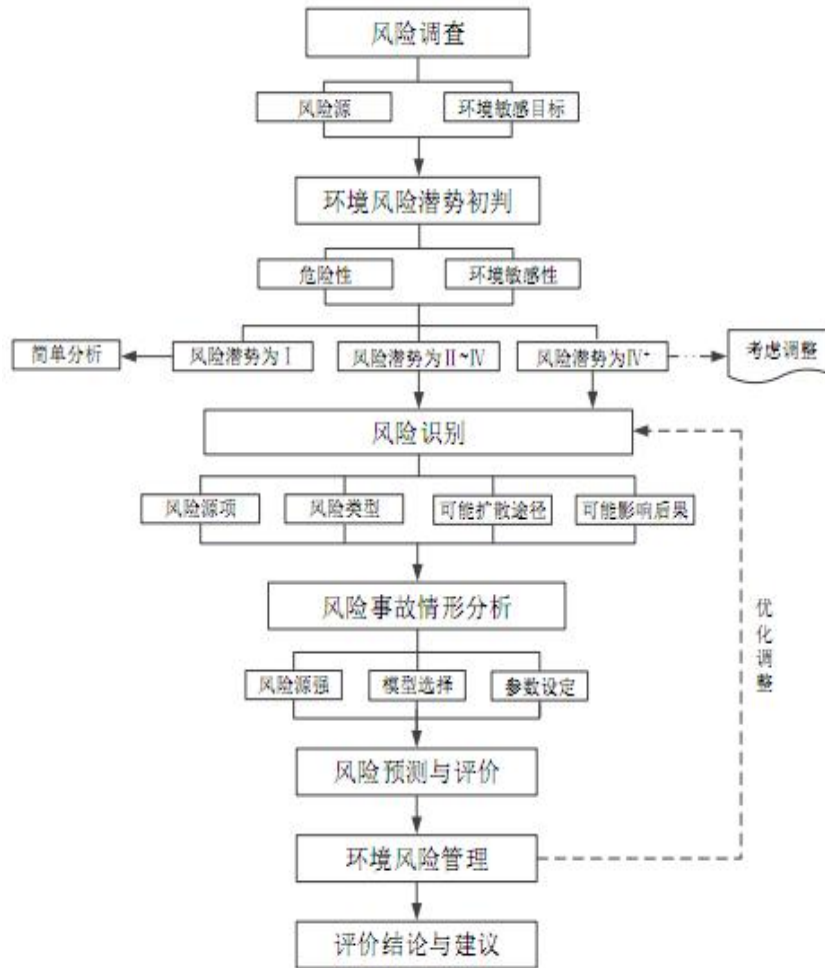 风险调查
风险源
环境敏感目标
环境风险潜势初判
危险性
环境敏感性
简单分析
风险潜势为Ⅰ
风险潜势为Ⅱ~Ⅳ
风险潜势为Ⅳ⁺
考虑调整
风险识别
风险源项
风险类型
可能扩散途径
可能影响后果
风险事故情形分析
风险源强
模型选择
参数设定
优化调整
风险预测与评价
环境风险管理
评价结论与建议